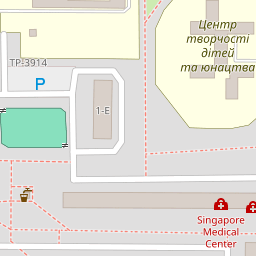 Центр
творчості
дітей
та юнацтва
ТР-3914
P
1-Е
Singapore
Medical
Center